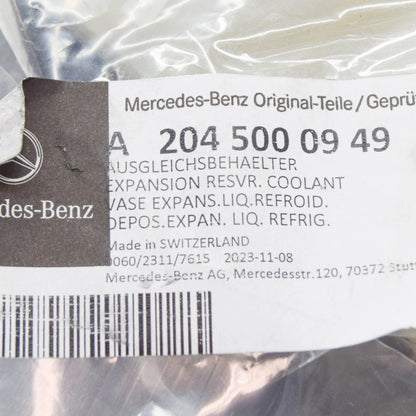 Mercedes-Benz Original-Teile/Geprüf
A 204 500 09 49
AUSGLEICHSBEHAELTER
EXPANSION RESVR. COOLANT
VASE EXPANS.LIQ.REFROID.
DEPOS.EXPAN. LIQ. REFRIG.
des-Benz
Made in SWITZERLAND
0060/2311/7615 2023-11-08
Mercedes-Benz AG, Mercedesstr.120, 70372 Stutt